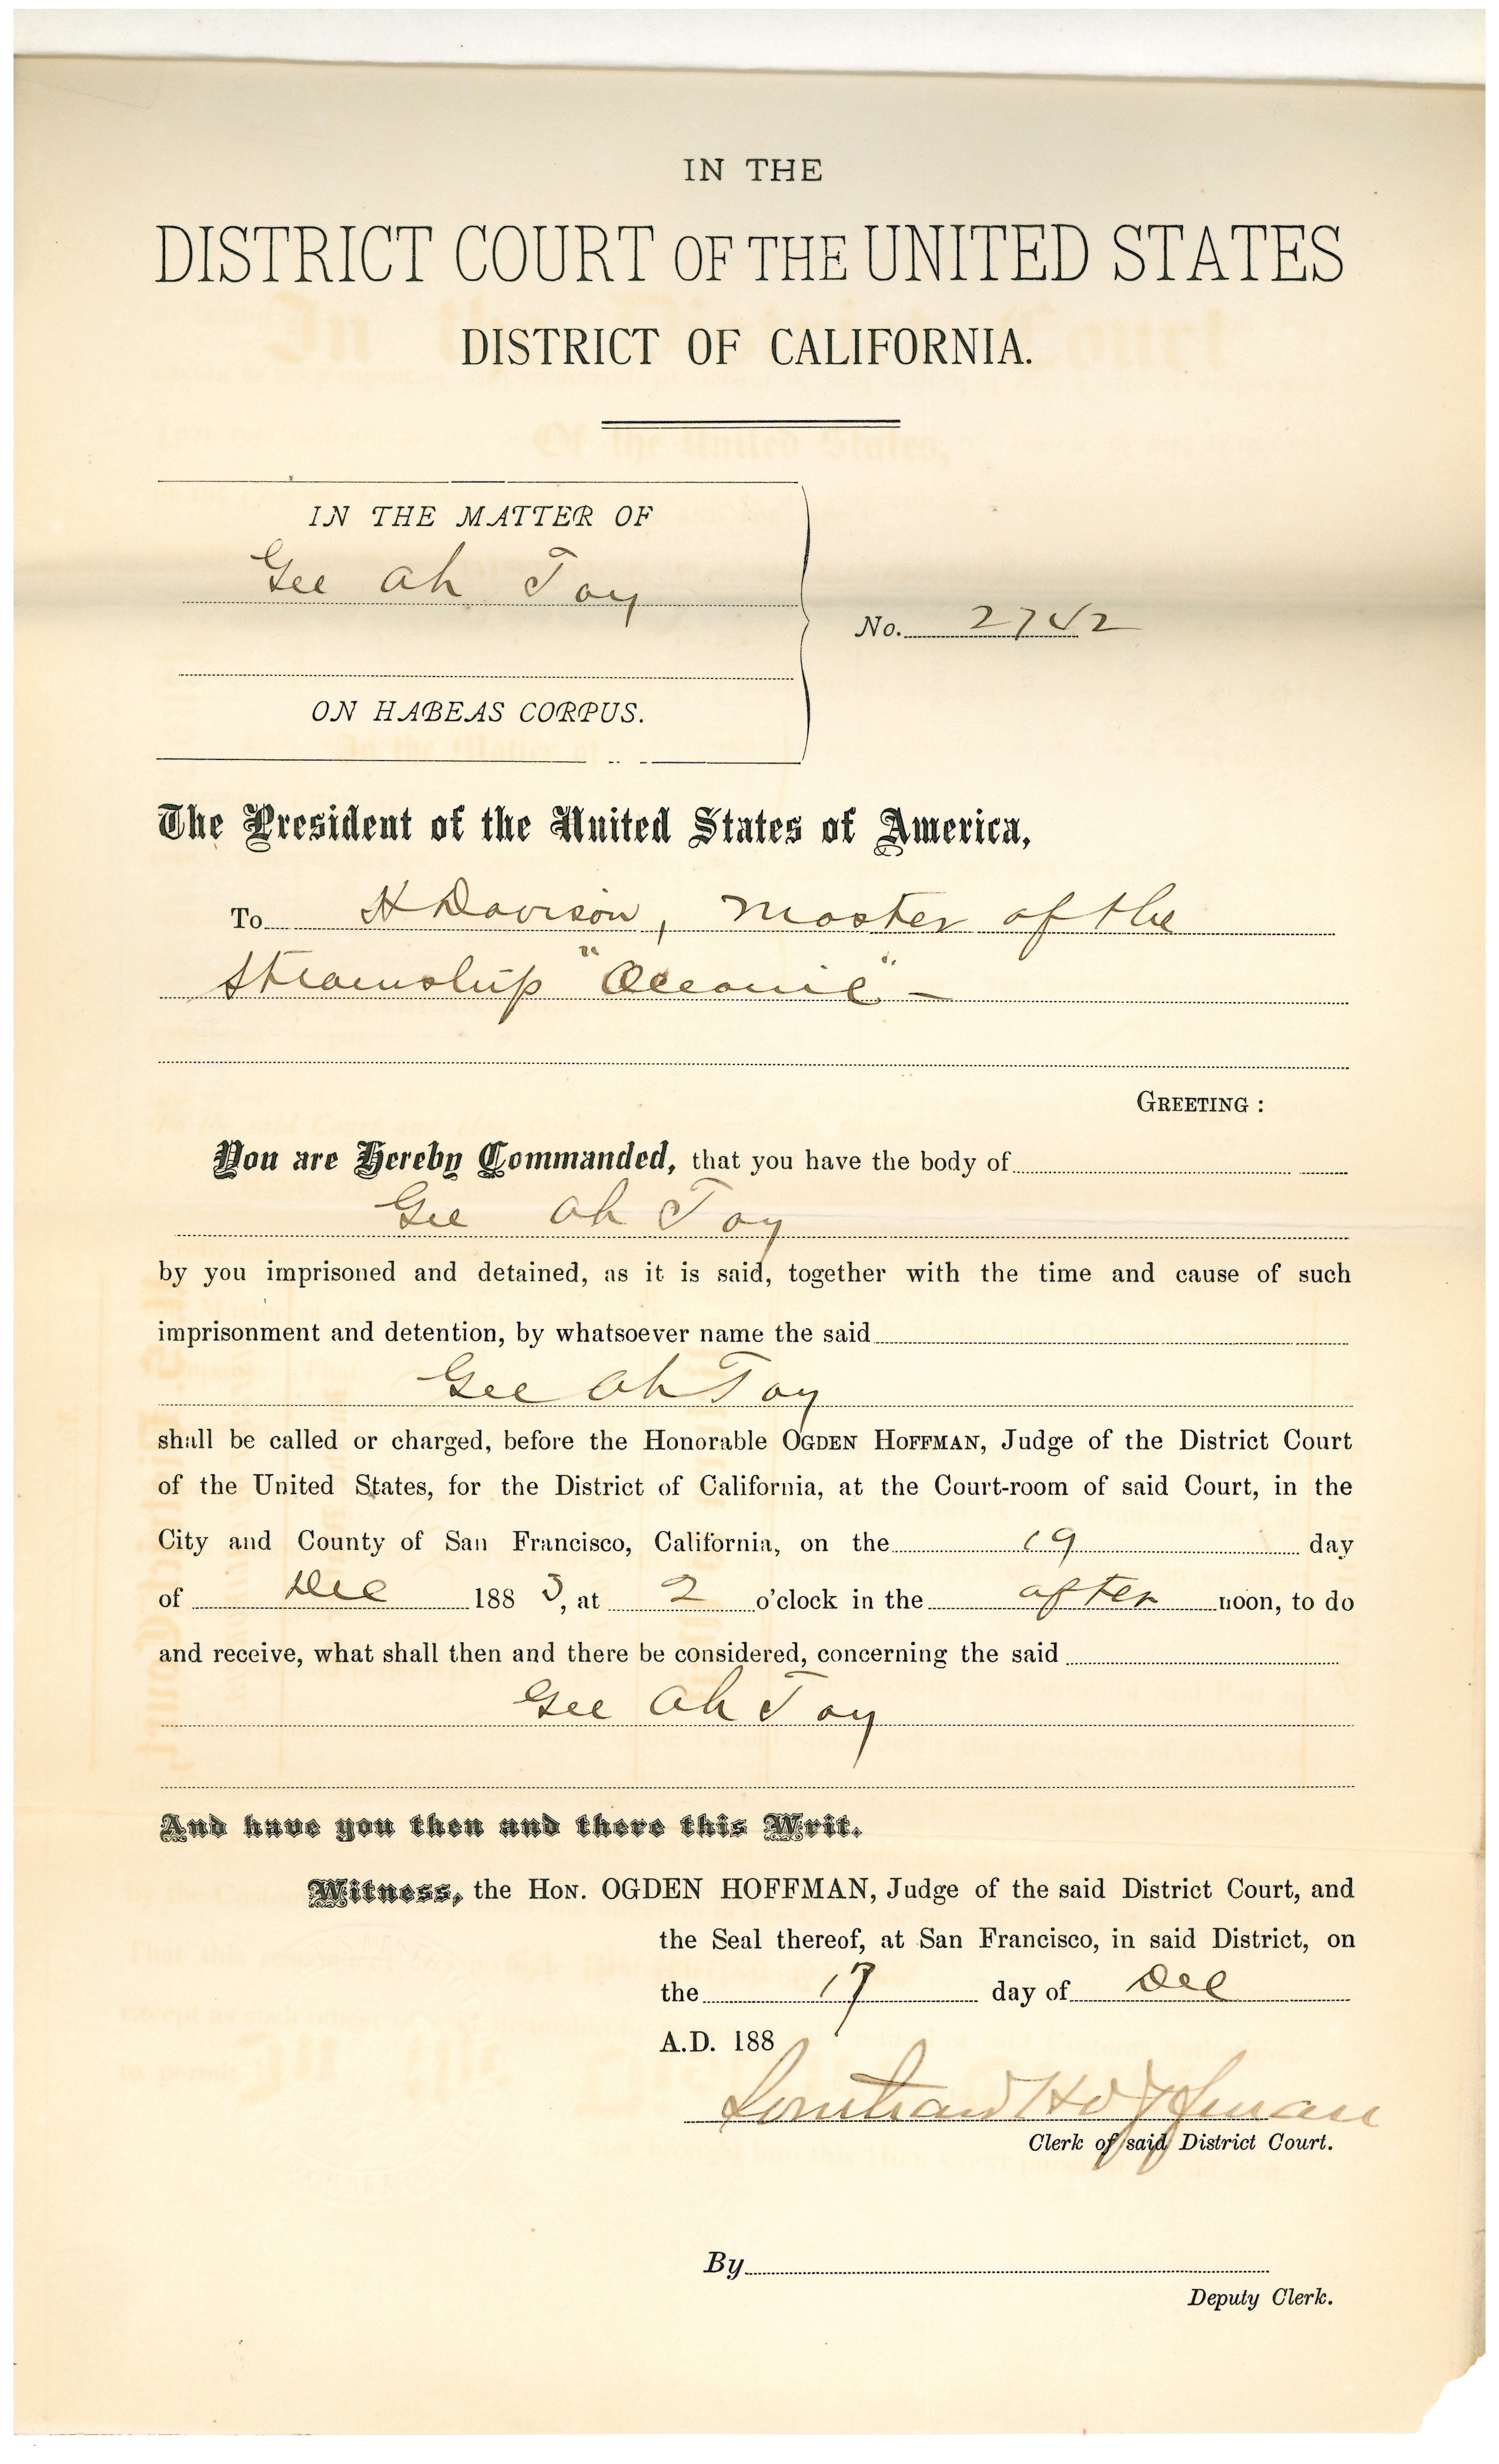 IN THE
DISTRICT COURT OF THE UNITED STATES
DISTRICT OF CALIFORNIA.
IN THE MATTER OF
Gee Ah Toy
No. 2742
ON HABEAS CORPUS.
The President of the United States of America,
To H Davison, Master of the
Steamship "Oceanic" –
GREETING :
You are Hereby Commanded, that you have the body of
Gee Ah Toy
by you imprisoned and detained, as it is said, together with the time and cause of such
imprisonment and detention, by whatsoever name the said
Gee Ah Toy
shall be called or charged, before the Honorable OGDEN HOFFMAN, Judge of the District Court
of the United States, for the District of California, at the Court-room of said Court, in the
City and County of San Francisco, California, on the 19 day
of Dec 188 3, at 2 o'clock in the after noon, to do
and receive, what shall then and there be considered, concerning the said
Gee Ah Toy
And have you then and there this Writ.
Witness, the HON. OGDEN HOFFMAN, Judge of the said District Court, and
the Seal thereof, at San Francisco, in said District, on
the 17 day of Dec
A.D. 188
Hoffman
Clerk of said District Court.
By
Deputy Clerk.